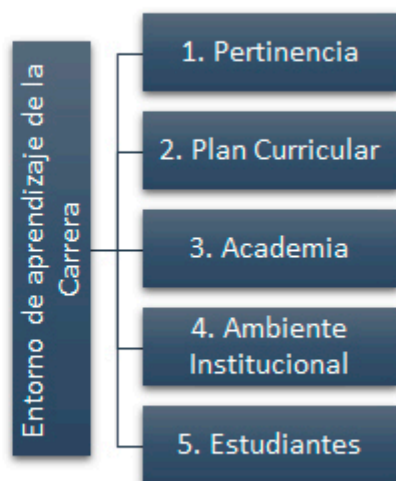 Entorno de aprendizaje de la
Carrera
1. Pertinencia
2. Plan Curricular
3. Academia
4. Ambiente
Institucional
5. Estudiantes